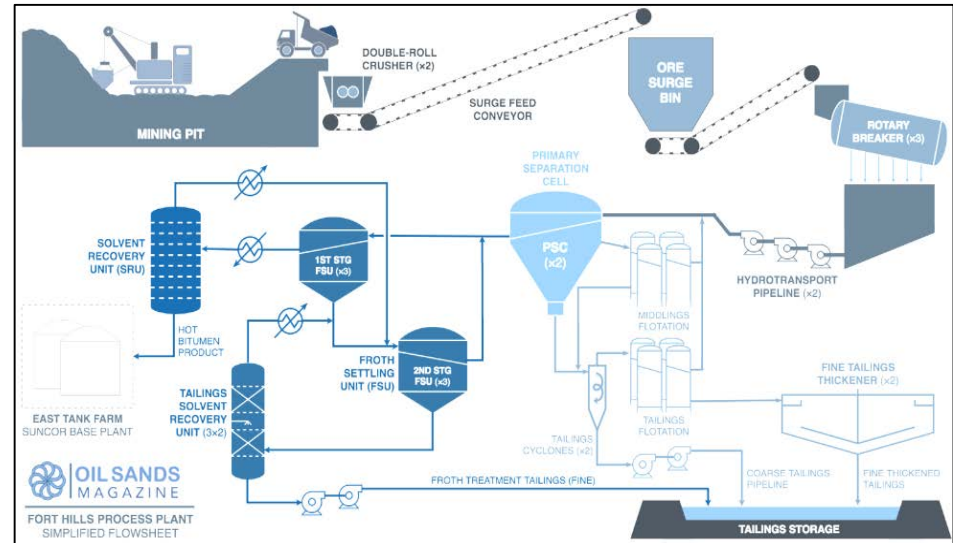 DOUBLE-ROLL
CRUSHER (×2)
SURGE FEED
CONVEYOR
MINING PIT
ORE
SURGE
BIN
ROTARY
BREAKER (×3)
PRIMARY
SEPARATION
CELL
PSC
(×2)
HYDROTRANSPORT
PIPELINE (×2)
SOLVENT
RECOVERY
UNIT (SRU)
1ST STG
FSU (×3)
MIDDLINGS
FLOTATION
HOT
BITUMEN
PRODUCT
FROTH
SETTLING
UNIT (FSU)
2ND STG
FSU (×3)
FINE TAILINGS
THICKENER (×2)
EAST TANK FARM
SUNCOR BASE PLANT
TAILINGS
SOLVENT
RECOVERY
UNIT (3×2)
TAILINGS
FLOTATION
TAILINGS
CYCLONES (×2)
COARSE TAILINGS
PIPELINE
FINE THICKENED
TAILINGS
FROTH TREATMENT TAILINGS (FINE)
TAILINGS STORAGE
OIL SANDS
MAGAZINE
FORT HILLS PROCESS PLANT
SIMPLIFIED FLOWSHEET